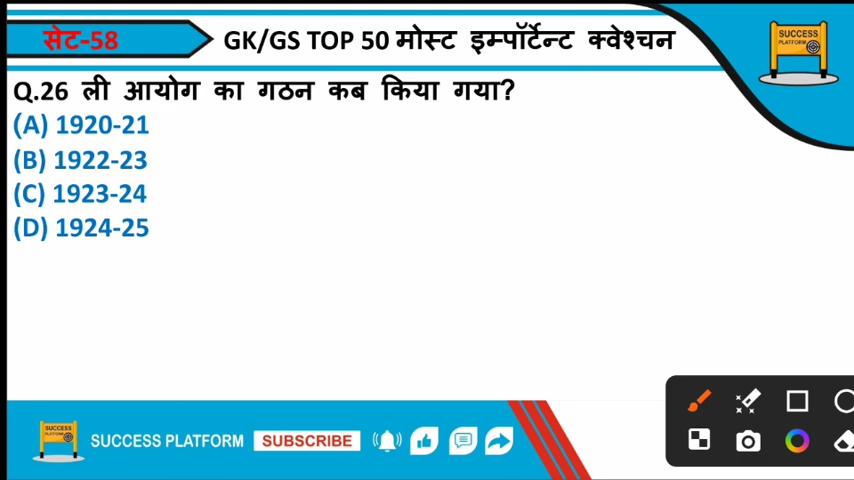 सेट-58
GK/GS TOP 50 मोस्ट इम्पॉर्टेन्ट क्वेश्चन
SUCCESS
PLATFORM
Q.26 ली आयोग का गठन कब किया गया?
(A) 1920-21
(B) 1922-23
(C) 1923-24
(D) 1924-25
SUCCESS
PLATFORM
SUCCESS PLATFORM
SUBSCRIBE